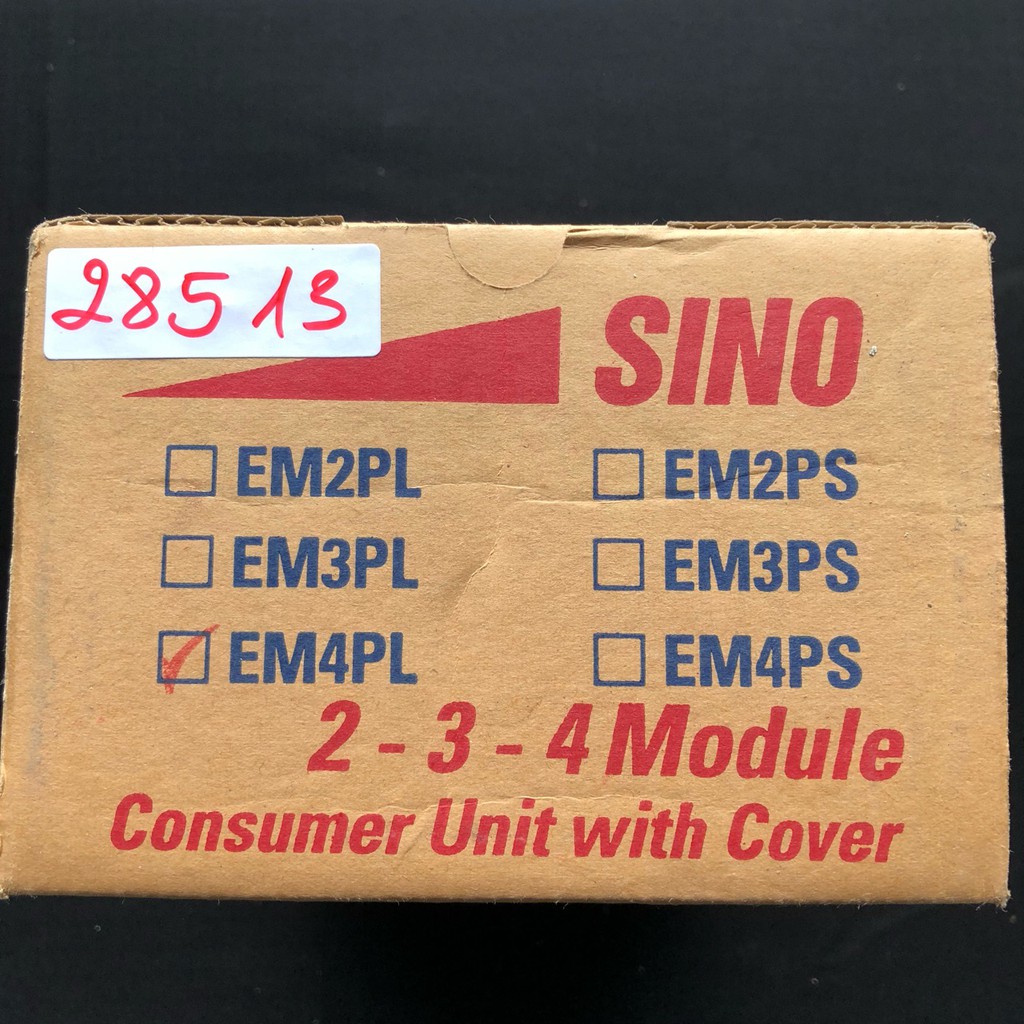 28513
SINO
EM2PL EM2PS
EM3PL EM3PS
EM4PL EM4PS
2 - 3 - 4 Module
Consumer Unit with Cover